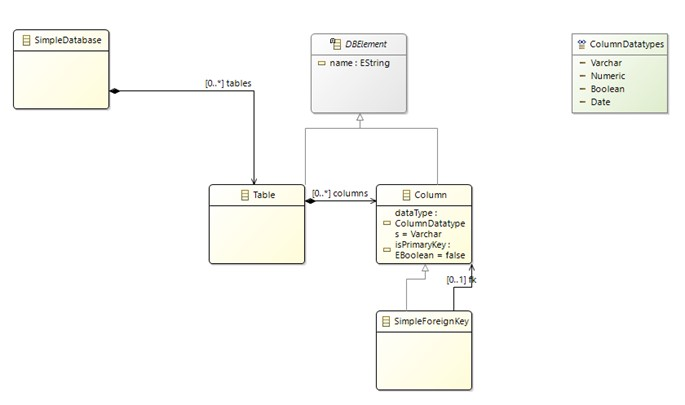 SimpleDatabase
DBElement
name : EString
ColumnDatatypes
Varchar
Numeric
Boolean
Date
[0..*] tables
Table
[0..*] columns
Column
dataType :
ColumnDatatype
s = Varchar
isPrimaryKey :
EBoolean = false
[0..1] fk
SimpleForeignKey